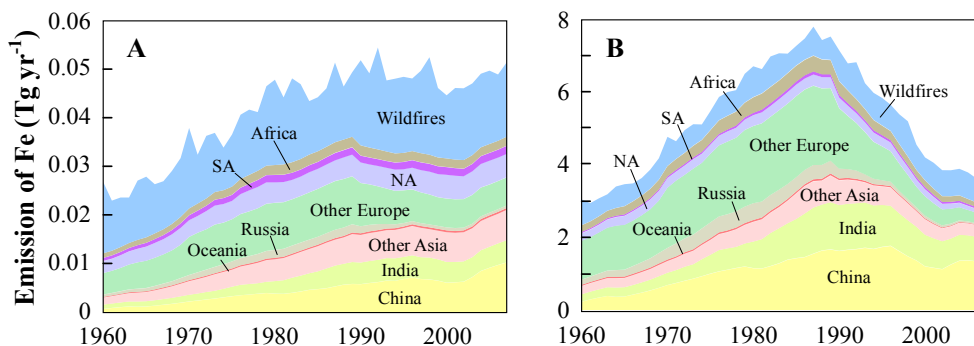 Emission of Fe (Tg yr⁻¹)
0.06
0.05
0.04
0.03
0.02
0.01
0
A
Wildfires
Africa
SA
NA
Other Europe
Russia
Oceania
Other Asia
India
China
1960 1970 1980 1990 2000
8
6
4
2
0
B
Wildfires
Africa
SA
Other Europe
NA
Russia
Other Asia
Oceania
India
China
1960 1970 1980 1990 2000